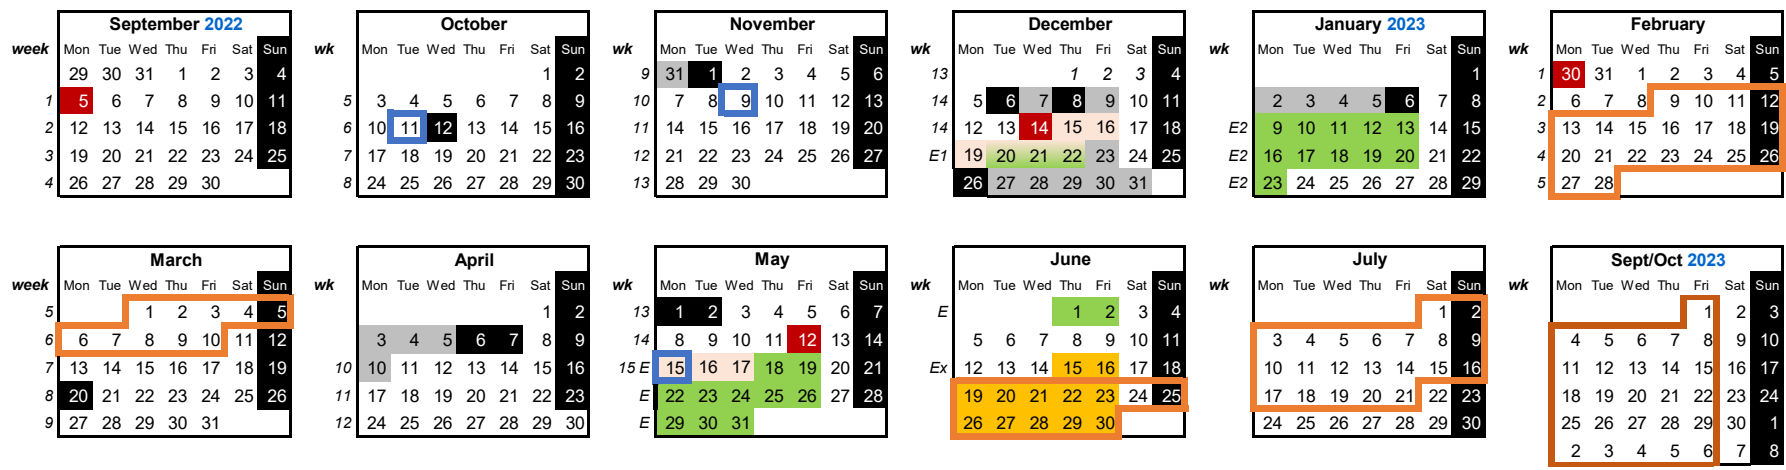 September 2022
week Mon Tue Wed Thu Fri Sat Sun
29 30 31 1 2 3 4
1 5 6 7 8 9 10 11
2 12 13 14 15 16 17 18
3 19 20 21 22 23 24 25
4 26 27 28 29 30
October
wk Mon Tue Wed Thu Fri Sat Sun
1 2
5 3 4 5 6 7 8 9
6 10 11 12 13 14 15 16
7 17 18 19 20 21 22 23
8 24 25 26 27 28 29 30
November
wk Mon Tue Wed Thu Fri Sat Sun
9 31 1 2 3 4 5 6
10 7 8 9 10 11 12 13
11 14 15 16 17 18 19 20
12 21 22 23 24 25 26 27
13 28 29 30
December
wk Mon Tue Wed Thu Fri Sat Sun
13 1 2 3 4
14 5 6 7 8 9 10 11
14 12 13 14 15 16 17 18
E1 19 20 21 22 23 24 25
26 27 28 29 30 31
January 2023
wk Mon Tue Wed Thu Fri Sat Sun
1
2 3 4 5 6 7 8
E2 9 10 11 12 13 14 15
E2 16 17 18 19 20 21 22
E2 23 24 25 26 27 28 29
February
wk Mon Tue Wed Thu Fri Sat Sun
1 30 31 1 2 3 4 5
2 6 7 8 9 10 11 12
3 13 14 15 16 17 18 19
4 20 21 22 23 24 25 26
5 27 28
March
week Mon Tue Wed Thu Fri Sat Sun
5 1 2 3 4 5
6 6 7 8 9 10 11 12
7 13 14 15 16 17 18 19
8 20 21 22 23 24 25 26
9 27 28 29 30 31
April
wk Mon Tue Wed Thu Fri Sat Sun
1 2
3 4 5 6 7 8 9
10 10 11 12 13 14 15 16
11 17 18 19 20 21 22 23
12 24 25 26 27 28 29 30
May
wk Mon Tue Wed Thu Fri Sat Sun
13 1 2 3 4 5 6 7
14 8 9 10 11 12 13 14
15 E 15 16 17 18 19 20 21
E 22 23 24 25 26 27 28
E 29 30 31
June
wk Mon Tue Wed Thu Fri Sat Sun
E 1 2 3 4
5 6 7 8 9 10 11
Ex 12 13 14 15 16 17 18
19 20 21 22 23 24 25
26 27 28 29 30
July
wk Mon Tue Wed Thu Fri Sat Sun
1 2
3 4 5 6 7 8 9
10 11 12 13 14 15 16
17 18 19 20 21 22 23
24 25 26 27 28 29 30
Sept/Oct 2023
wk Mon Tue Wed Thu Fri Sat Sun
1 2 3
4 5 6 7 8 9 10
11 12 13 14 15 16 17
18 19 20 21 22 23 24
25 26 27 28 29 30 1
2 3 4 5 6 7 8